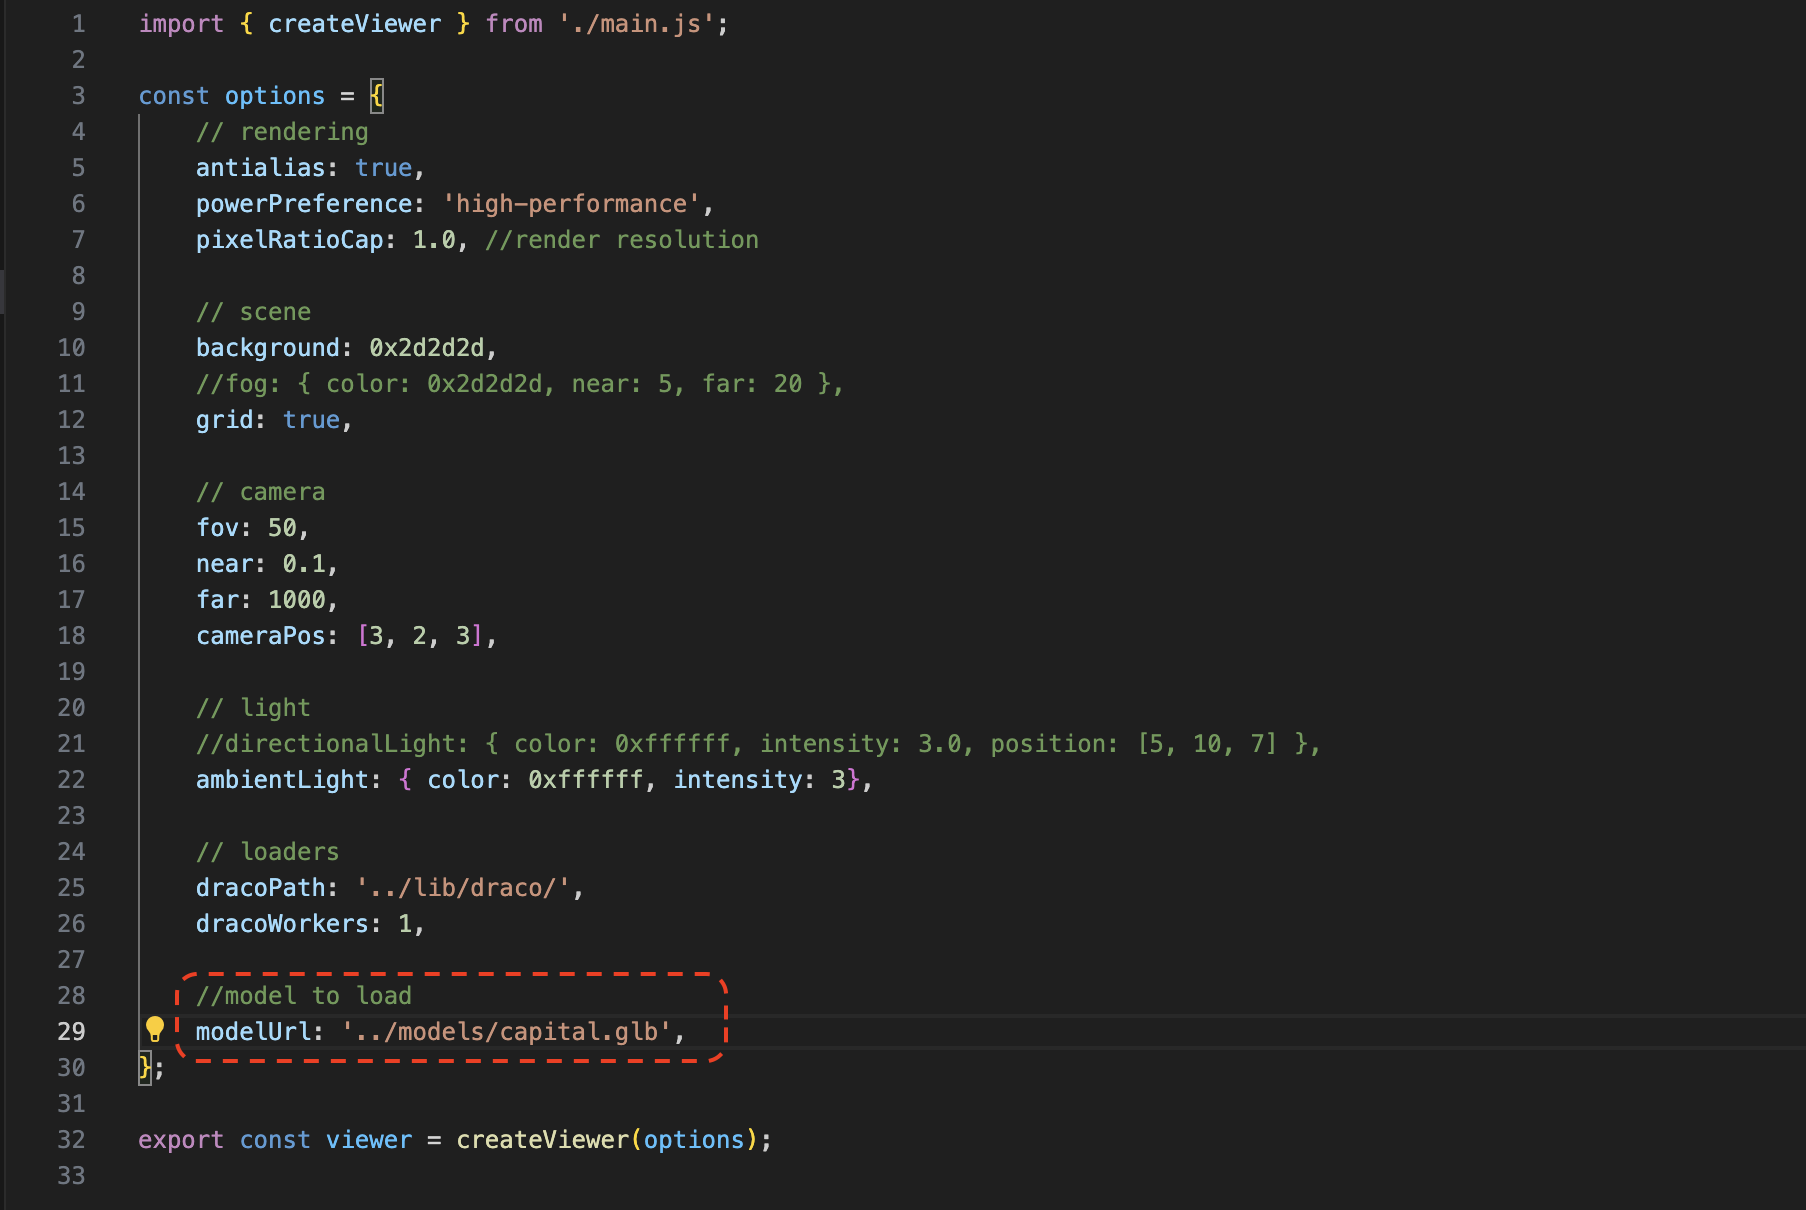 1 import { createViewer } from './main.js';
2
3 const options = {
4 // rendering
5 antialias: true,
6 powerPreference: 'high-performance',
7 pixelRatioCap: 1.0, //render resolution
8
9 // scene
10 background: 0x2d2d2d,
11 //fog: { color: 0x2d2d2d, near: 5, far: 20 },
12 grid: true,
13
14 // camera
15 fov: 50,
16 near: 0.1,
17 far: 1000,
18 cameraPos: [3, 2, 3],
19
20 // light
21 //directionalLight: { color: 0xffffff, intensity: 3.0, position: [5, 10, 7] },
22 ambientLight: { color: 0xffffff, intensity: 3},
23
24 // loaders
25 dracoPath: '../lib/draco/',
26 dracoWorkers: 1,
27
28 //model to load
29 modelUrl: '../models/capital.glb',
30 };
31
32 export const viewer = createViewer(options);
33